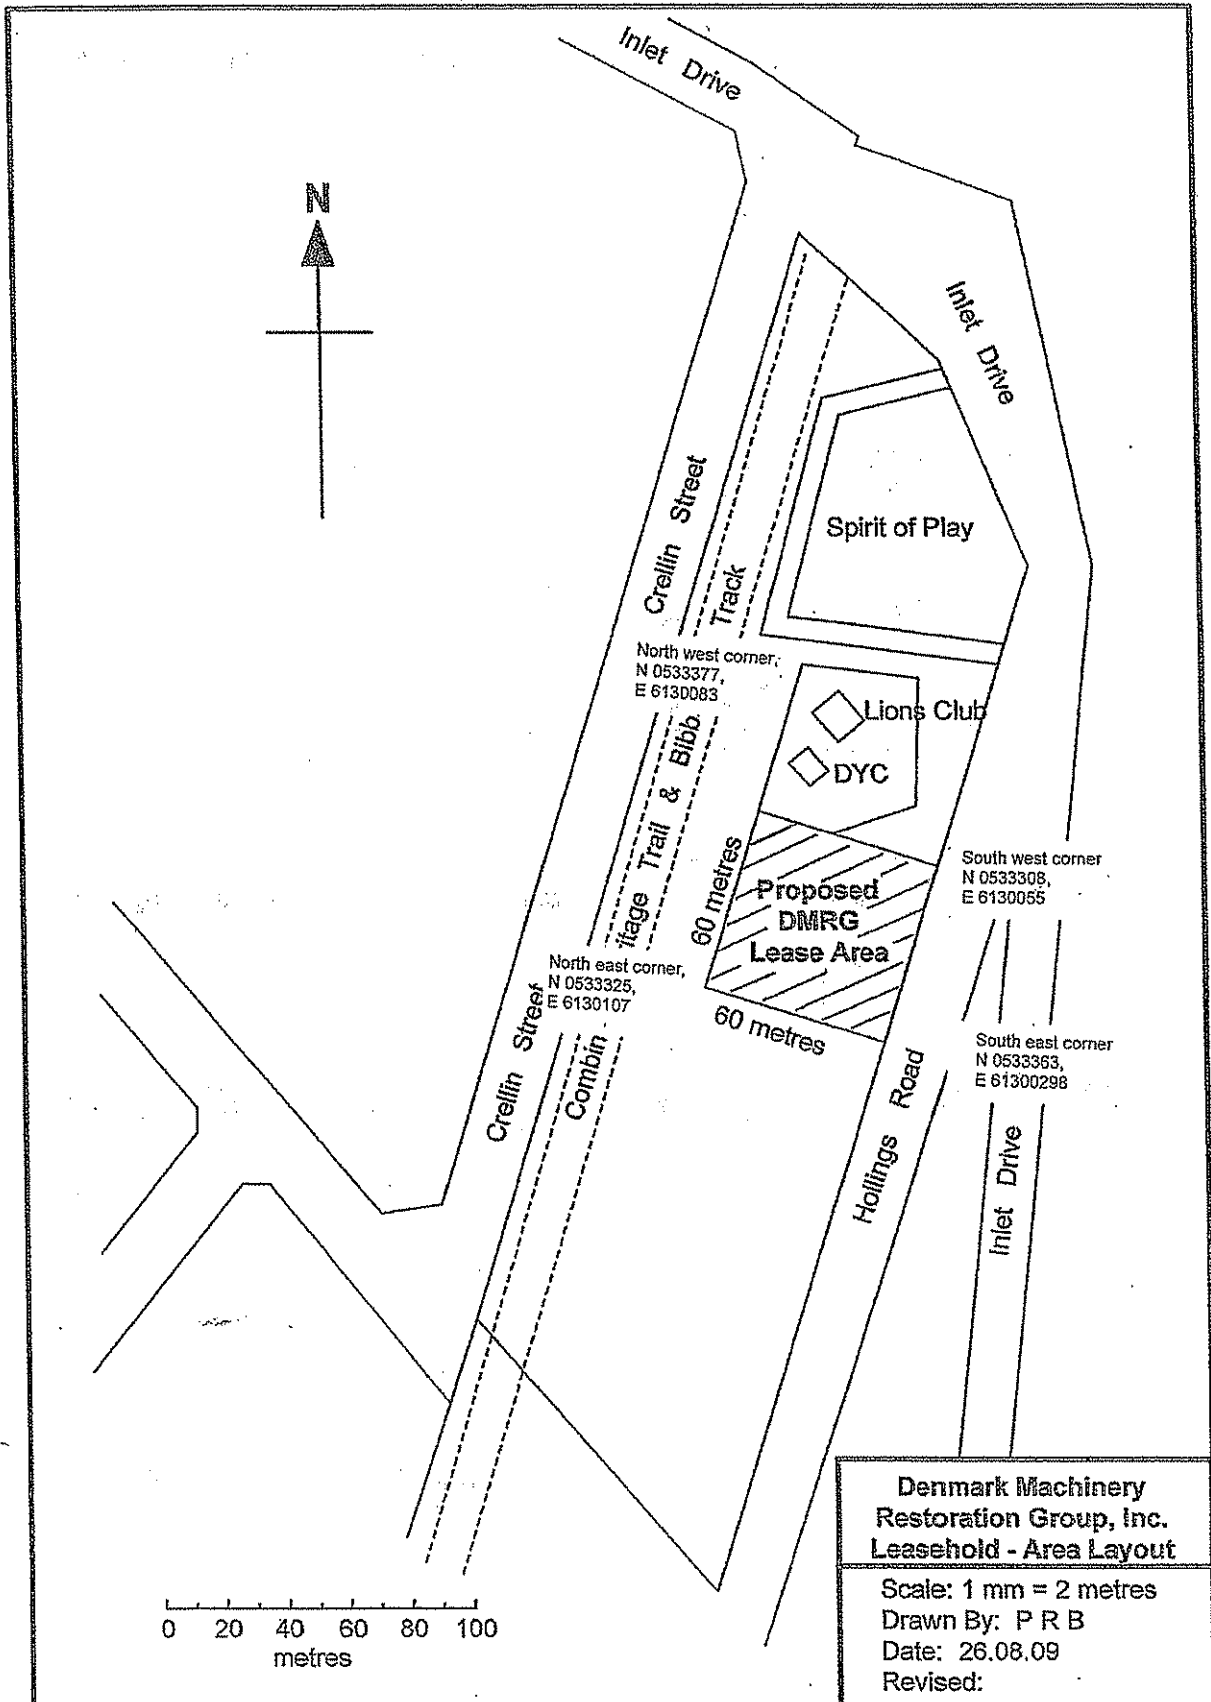 Inlet Drive
N
Inlet Drive
Crellin Street
Track
Spirit of Play
North west corner,
N 0533377,
E 6130083
Lions Club
DYC
itage Trail & Bibb
60 metres
Proposed
DMRG
Lease Area
South west corner
N 0533308,
E 6130055
North east corner,
N 0533325,
E 6130107
60 metres
South east corner
N 0533363,
E 61300298
Crellin Street
Combin
Hollings Road
Inlet Drive
0 20 40 60 80 100
metres
Denmark Machinery
Restoration Group, Inc.
Leasehold - Area Layout
Scale: 1 mm = 2 metres
Drawn By: P R B
Date: 26.08.09
Revised: